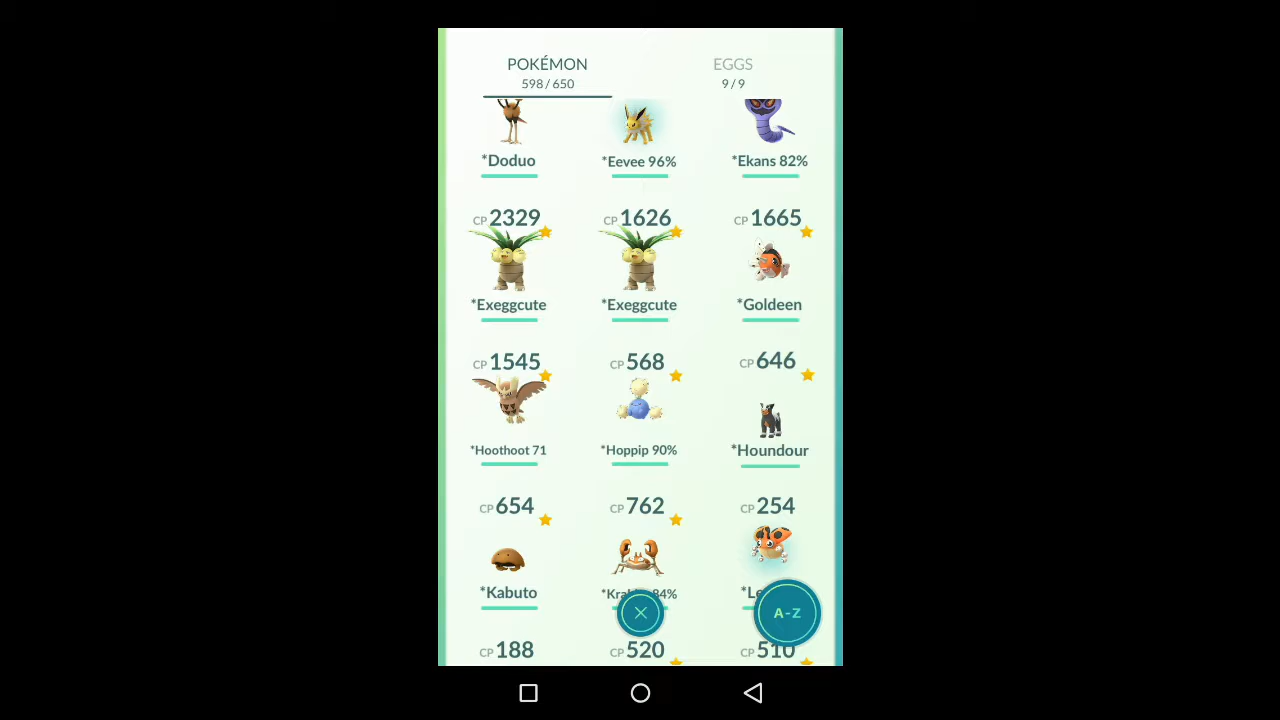 POKÉMON EGGS
598 / 650 9 / 9
*Doduo *Eevee 96% *Ekans 82%
CP 2329 CP 1626 CP 1665
*Exeggcute *Exeggcute *Goldeen
CP 1545 CP 568 CP 646
*Hoothoot 71 *Hoppip 90% *Houndour
CP 654 CP 762 CP 254
*Kabuto 84%
A-Z
CP 188 CP 520 CP 510